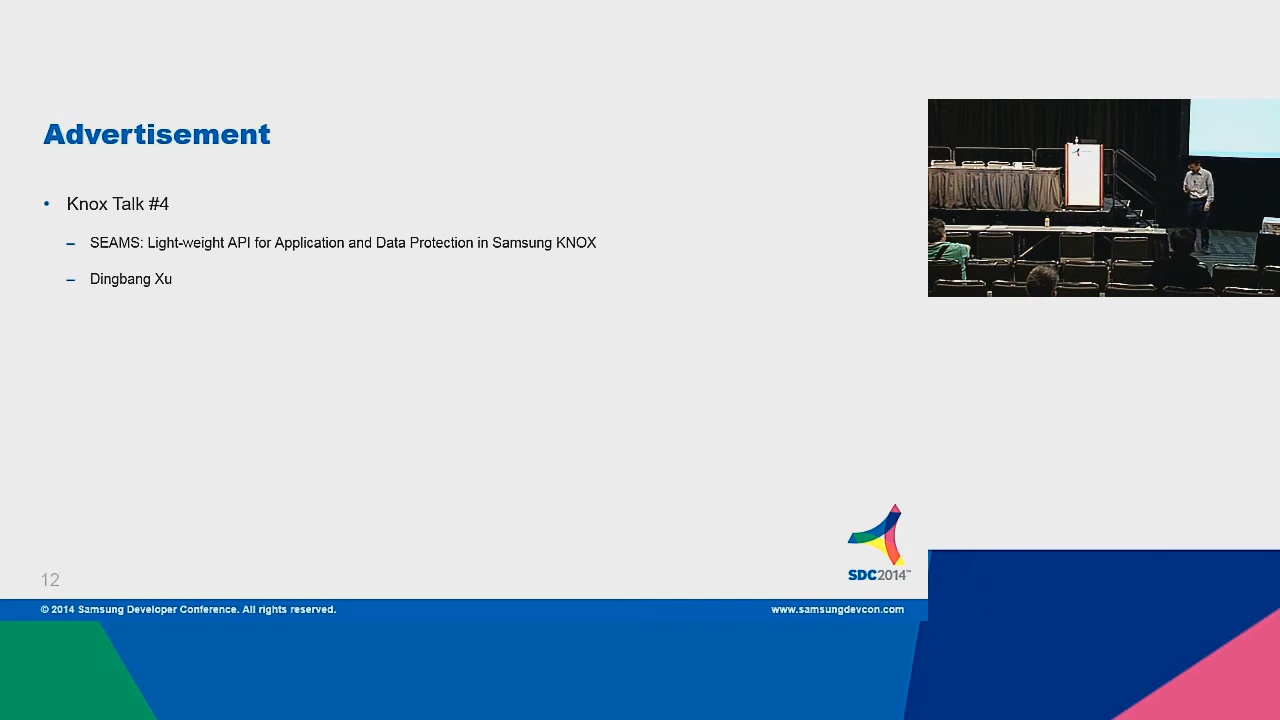 Advertisement
• Knox Talk #4
– SEAMS: Light-weight API for Application and Data Protection in Samsung KNOX
– Dingbang Xu
SDC2014™
12
© 2014 Samsung Developer Conference. All rights reserved.
www.samsungdevcon.com